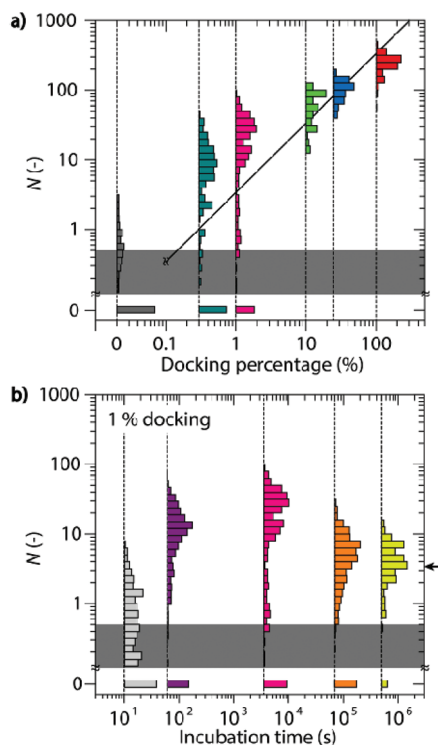 a)
1000
100
10
1
0
N (-)
0 0.1 1 10 100
Docking percentage (%)
b)
1 % docking
1000
100
10
1
0
N (-)
10¹ 10² 10³ 10⁴ 10⁵ 10⁶
Incubation time (s)